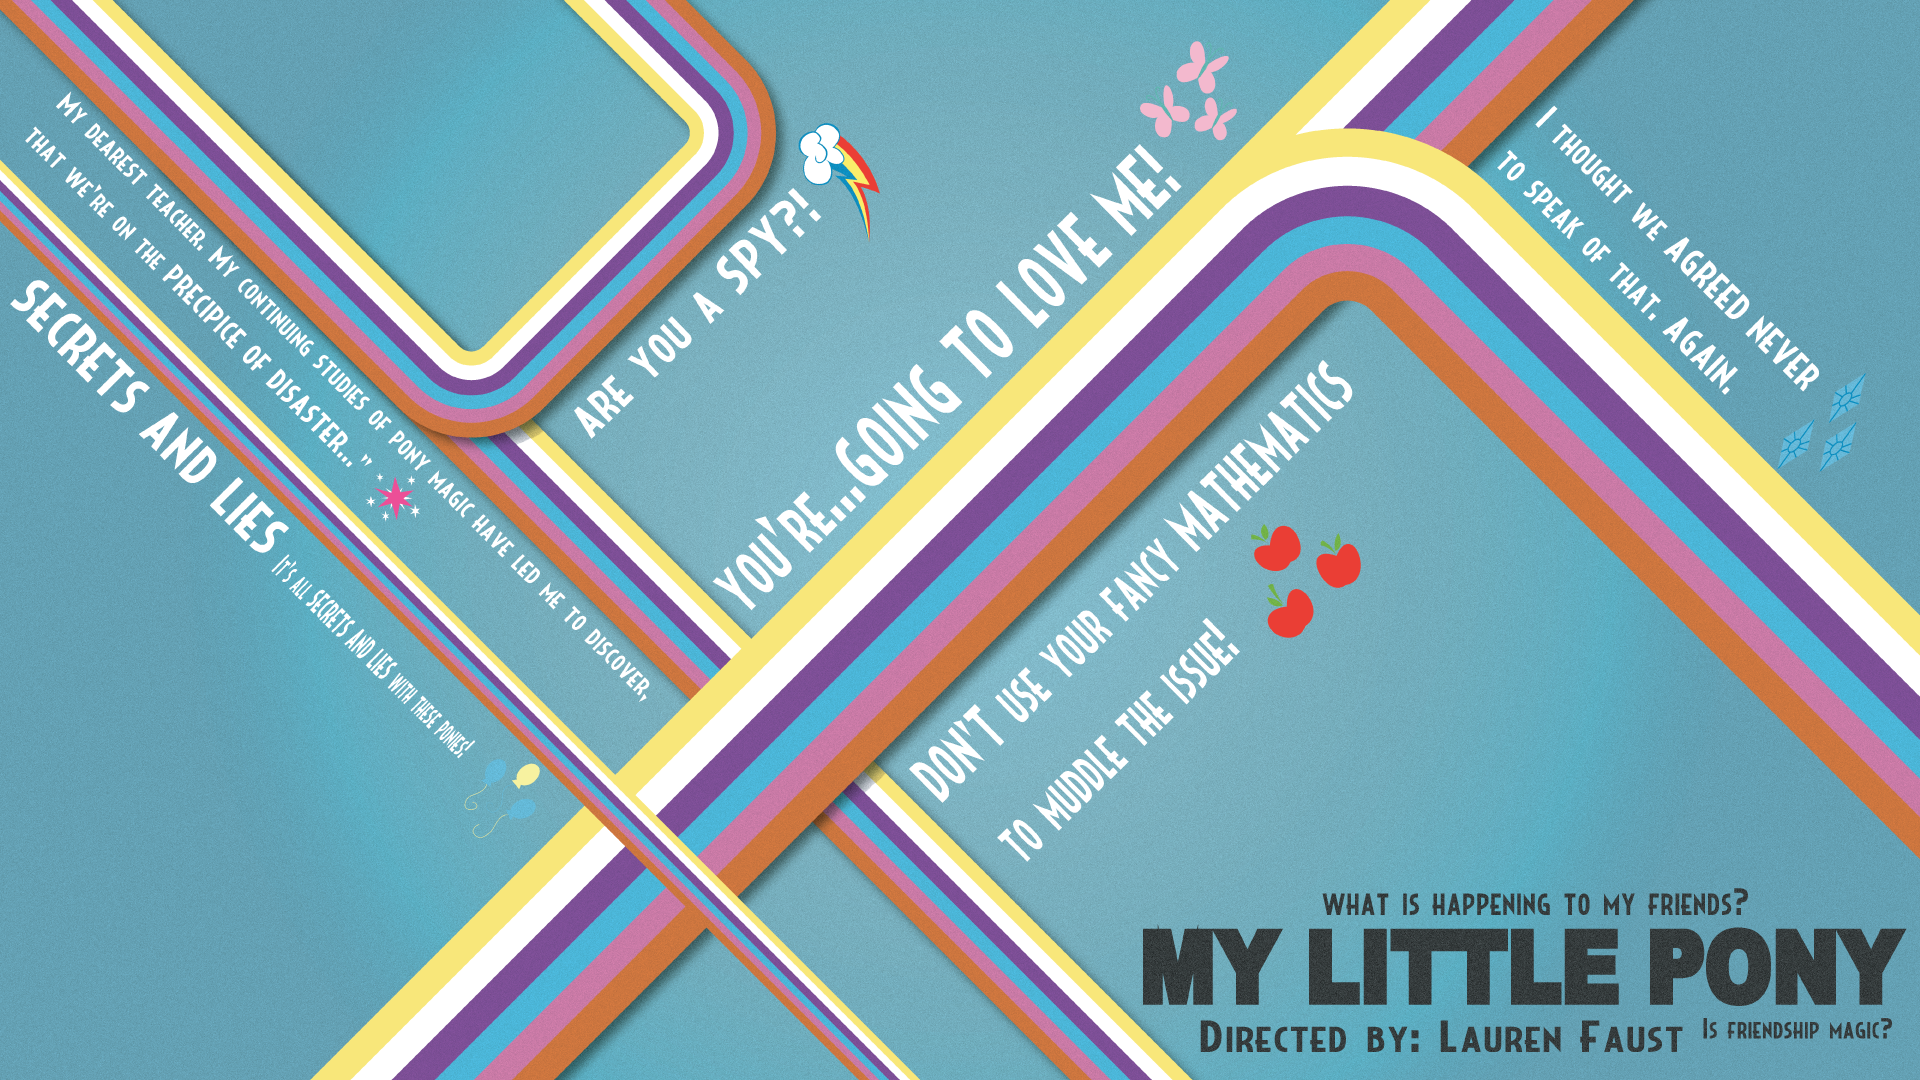 My dearest teacher. My continuing studies of pony magic have led me to discover,
that we're on the precipice of disaster... "
Secrets and Lies
It's all secrets and lies with these ponies!
Are you a spy?!
You're...going to love me!
I thought we agreed never
to speak of that. Again.
Don't use your fancy mathematics
to muddle the issue!
What is happening to my friends?
My Little Pony
Directed by: Lauren Faust
Is friendship magic?